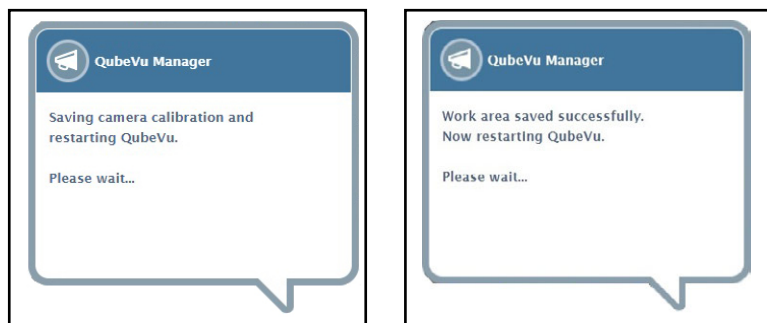 QubeVu Manager
Saving camera calibration and
restarting QubeVu.
Please wait...
QubeVu Manager
Work area saved successfully.
Now restarting QubeVu.
Please wait...